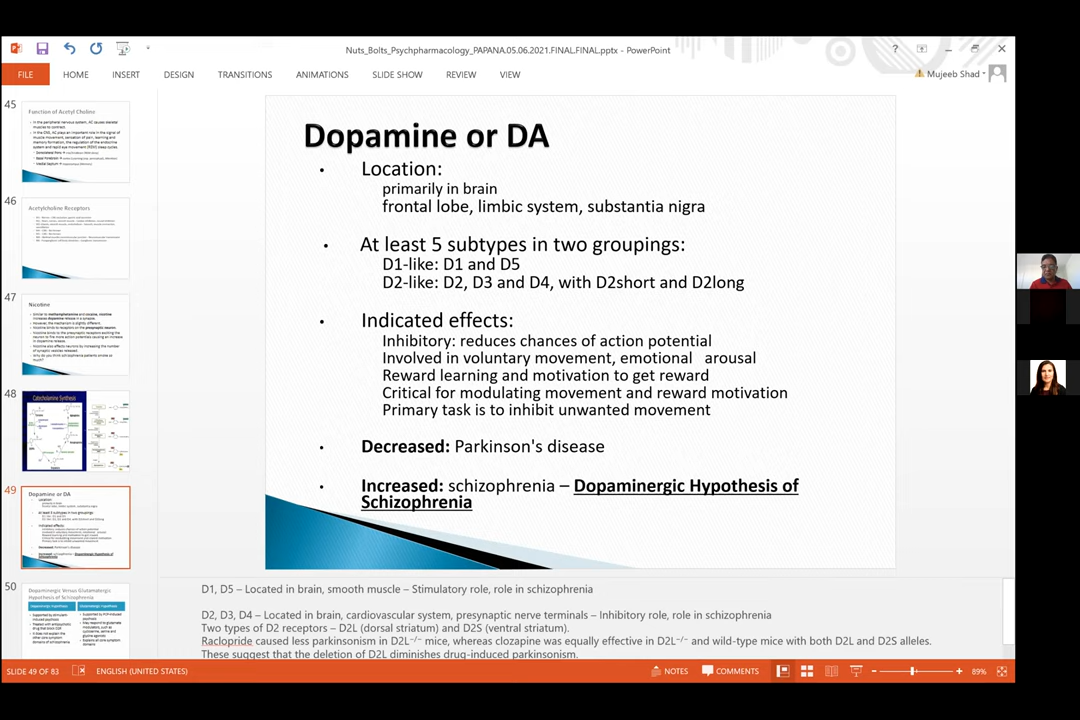 Nuts_Bolts_Psychpharmacology_PAPANA.05.06.2021.FINAL.FINAL.pptx - PowerPoint
?
FILE HOME INSERT DESIGN TRANSITIONS ANIMATIONS SLIDE SHOW REVIEW VIEW
Mujeeb Shad
45
Function of Acetyl Choline
46
Acetylcholine Receptors
47
Nicotine
48
Catecholamine Synthesis
49
Dopamine or DA
50
Dopaminergic Versus Glutamatergic
Hypothesis of Schizophrenia
Dopamine or DA
• Location:
primarily in brain
frontal lobe, limbic system, substantia nigra
• At least 5 subtypes in two groupings:
D1-like: D1 and D5
D2-like: D2, D3 and D4, with D2short and D2long
• Indicated effects:
Inhibitory: reduces chances of action potential
Involved in voluntary movement, emotional arousal
Reward learning and motivation to get reward
Critical for modulating movement and reward motivation
Primary task is to inhibit unwanted movement
• Decreased: Parkinson's disease
• Increased: schizophrenia – Dopaminergic Hypothesis of
Schizophrenia
D1, D5 – Located in brain, smooth muscle – Stimulatory role, role in schizophrenia
D2, D3, D4 – Located in brain, cardiovascular system, presynaptic nerve terminals – Inhibitory role, role in schizophrenia
Two types of D2 receptors – D2L (dorsal striatum) and D2S (ventral striatum).
Raclopride caused less parkinsonism in D2L⁻/⁻ mice, whereas clozapine was equally effective in D2L⁻/⁻ and wild-type mice with both D2L and D2S alleles.
These suggest that the deletion of D2L diminishes drug-induced parkinsonism.
SLIDE 49 OF 83 ENGLISH (UNITED STATES) NOTES COMMENTS 89%